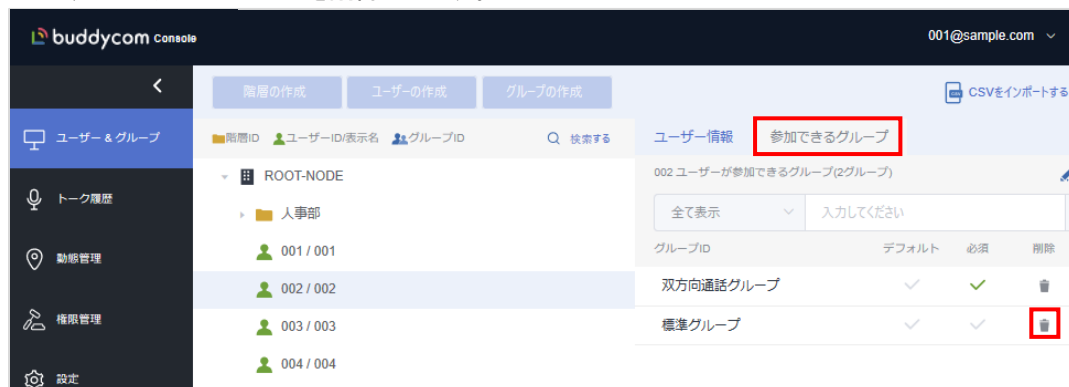 buddycom Console
001@sample.com
階層の作成
ユーザーの作成
グループの作成
CSVをインポートする
ユーザー & グループ
トーク履歴
動態管理
権限管理
設定
階層ID ユーザーID/表示名 グループID
検索する
ROOT-NODE
人事部
001 / 001
002 / 002
003 / 003
004 / 004
ユーザー情報
参加できるグループ
002 ユーザーが参加できるグループ(2グループ)
全て表示
入力してください
グループID デフォルト 必須 削除
双方向通話グループ
標準グループ